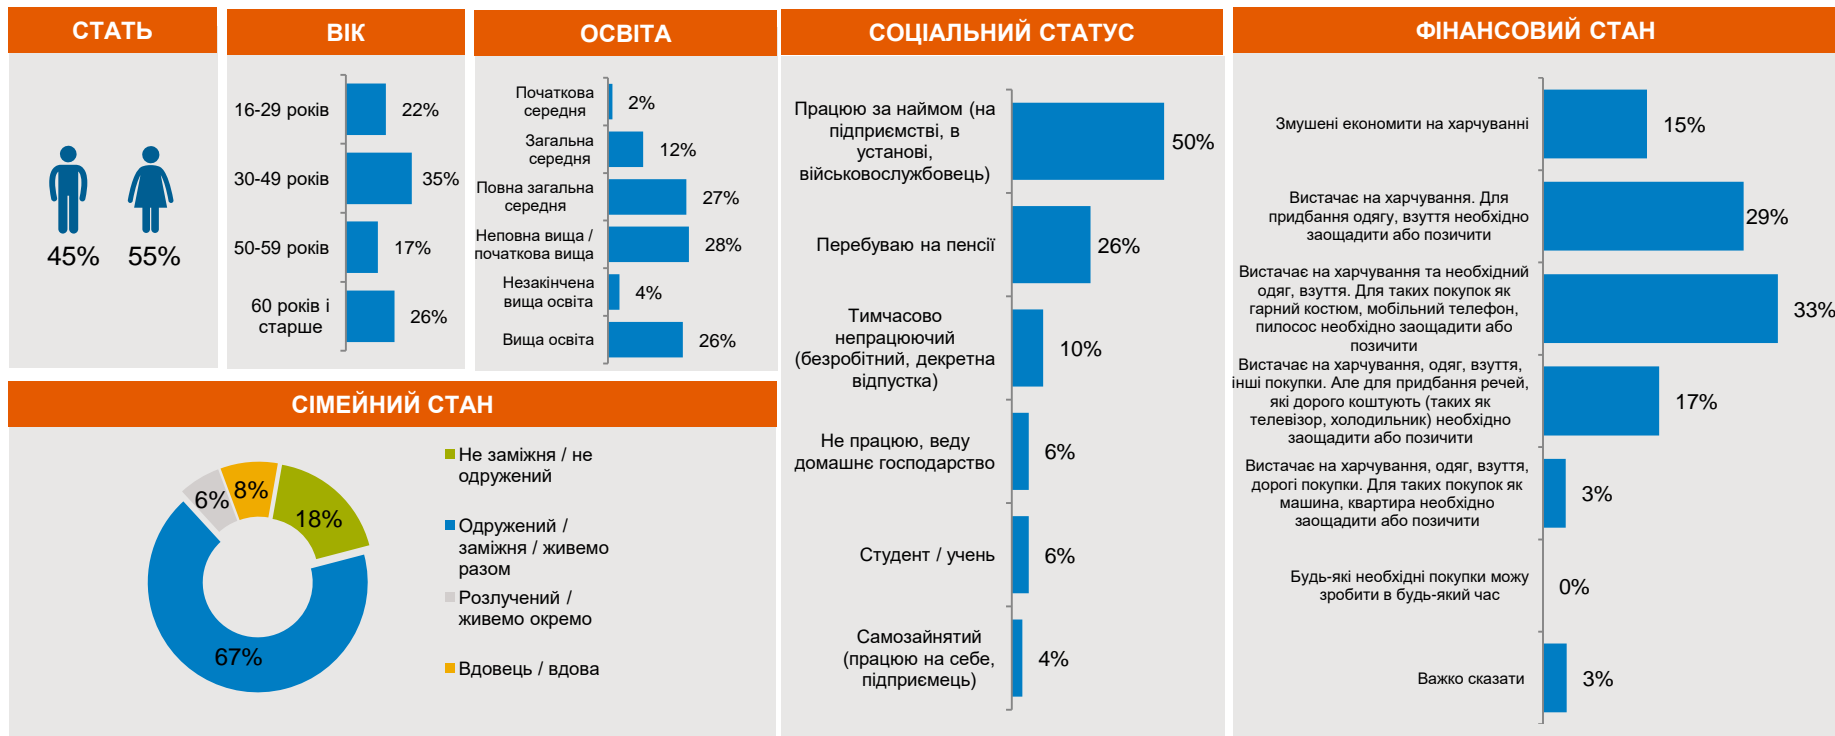 СТАТЬ
45% 55%
ВІК
16-29 років 22%
30-49 років 35%
50-59 років 17%
60 років і
старше
26%
ОСВІТА
Початкова
середня
2%
Загальна
середня
12%
Повна загальна
середня
27%
Неповна вища /
початкова вища
28%
Незакінчена
вища освіта
4%
Вища освіта 26%
СІМЕЙНИЙ СТАН
18%
67%
6%
8%
Не заміжня / не
одружений
Одружений /
заміжня / живемо
разом
Розлучений /
живемо окремо
Вдовець / вдова
СОЦІАЛЬНИЙ СТАТУС
Працюю за наймом (на
підприємстві, в
установі,
військовослужбовець)
50%
Перебуваю на пенсії 26%
Тимчасово
непрацюючий
(безробітний, декретна
відпустка)
10%
Не працюю, веду
домашнє господарство
6%
Студент / учень 6%
Самозайнятий
(працюю на себе,
підприємець)
4%
ФІНАНСОВИЙ СТАН
Змушені економити на харчуванні 15%
Вистачає на харчування. Для
придбання одягу, взуття необхідно
заощадити або позичити
29%
Вистачає на харчування та необхідний
одяг, взуття. Для таких покупок як
гарний костюм, мобільний телефон,
пилосос необхідно заощадити або
позичити
33%
Вистачає на харчування, одяг, взуття,
інші покупки. Але для придбання речей,
які дорого коштують (таких як
телевізор, холодильник) необхідно
заощадити або позичити
17%
Вистачає на харчування, одяг, взуття,
дорогі покупки. Для таких покупок як
машина, квартира необхідно
заощадити або позичити
3%
Будь-які необхідні покупки можу
зробити в будь-який час
0%
Важко сказати 3%